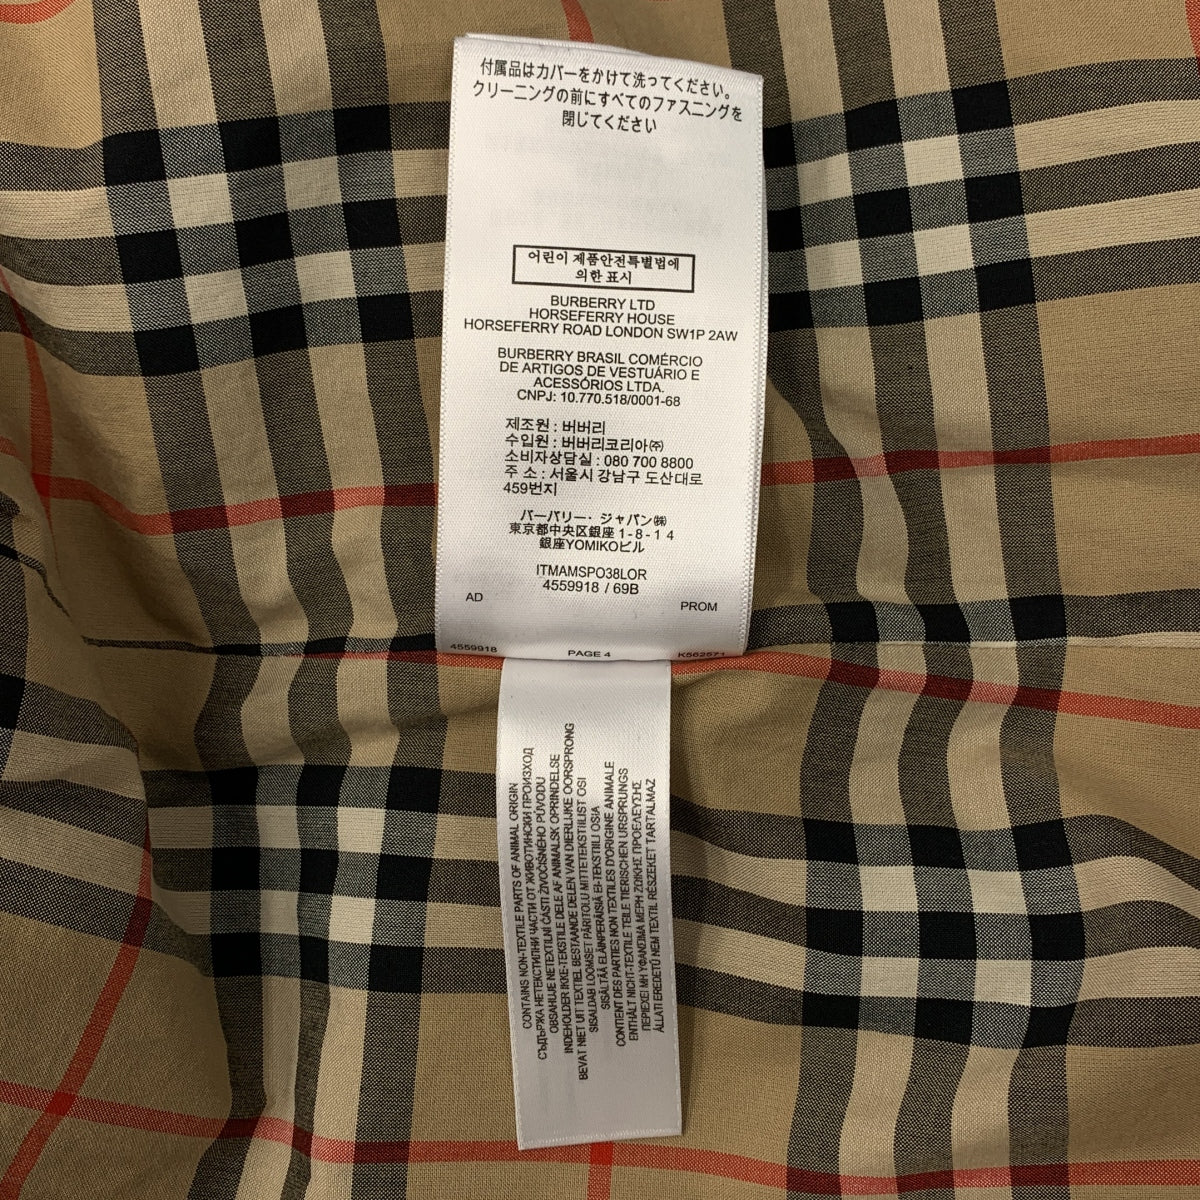 付属品はカバーをかけて洗ってください。
クリーニングの前にすべてのファスニングを
閉じてください
어린이 제품안전특별법에
의한 표시
BURBERRY LTD
HORSEFERRY HOUSE
HORSEFERRY ROAD LONDON SW1P 2AW
BURBERRY BRASIL COMÉRCIO
DE ARTIGOS DE VESTUÁRIO E
ACESSÓRIOS LTDA.
CNPJ: 10.770.518/0001-68
제조원 : 버버리
수입원 : 버버리코리아㈜
소비자상담실 : 080 700 8800
주 소 : 서울시 강남구 도산대로
459번지
バーバリー・ジャパン㈱
東京都中央区銀座 1-8-14
銀座YOMIKOビル
ITMAMSPO38LOR
4559918 / 69B
AD PROM
4559918 PAGE 4 K562571
CONTAINS NON-TEXTILE PARTS OF ANIMAL ORIGIN
СЪДЪРЖА НЕТЕКСТИЛНИ ЧАСТИ ОТ ЖИВОТИНСКИ ПРОИЗХОД
OBSAHUJE NETEXTILNÍ ČÁSTI ŽIVOČIŠNÉHO PŮVODU
INDEHOLDER IKKE-TEKSTILE DELE AF ANIMALSK OPRINDELSE
BEVAT NIET UIT TEXTIEL BESTAANDE DELEN VAN DIERLIJKE OORSPRONG
SISALDAB LOOMSET PÄRITOLU MITTETEKSTIILIST OSI
SISÄLTÄÄ ELÄINPERÄISIÄ EI-TEKSTIILI OSIA
CONTIENT DES PARTIES NON TEXTILES D'ORIGINE ANIMALE
ENTHÄLT NICHT-TEXTILE TEILE TIERISCHEN URSPRUNGS
ΠΕΡΙΕΧΕΙ ΜΗ ΥΦΑΝΣΙΜΑ ΜΕΡΗ ΖΩΙΚΗΣ ΠΡΟΕΛΕΥΣΗΣ
ÁLLATI EREDETŰ NEM TEXTIL RÉSZEKET TARTALMAZ